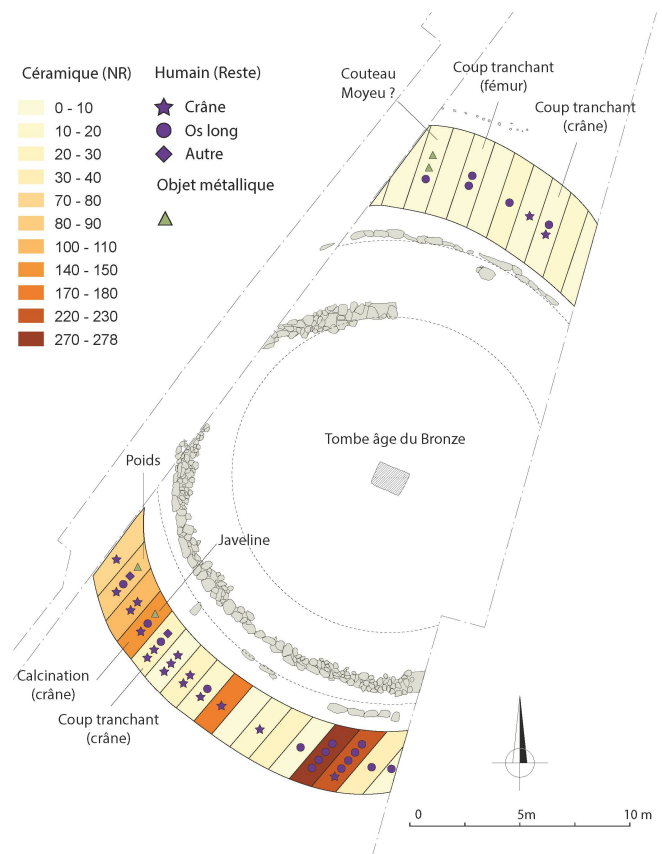 Céramique (NR)
0 - 10
10 - 20
20 - 30
30 - 40
70 - 80
80 - 90
100 - 110
140 - 150
170 - 180
220 - 230
270 - 278
Humain (Reste)
Crâne
Os long
Autre
Objet métallique
Couteau
Moyeu ?
Coup tranchant
(fémur)
Coup tranchant
(crâne)
Tombe âge du Bronze
Poids
Javeline
Calcination
(crâne)
Coup tranchant
(crâne)
0
5m
10 m